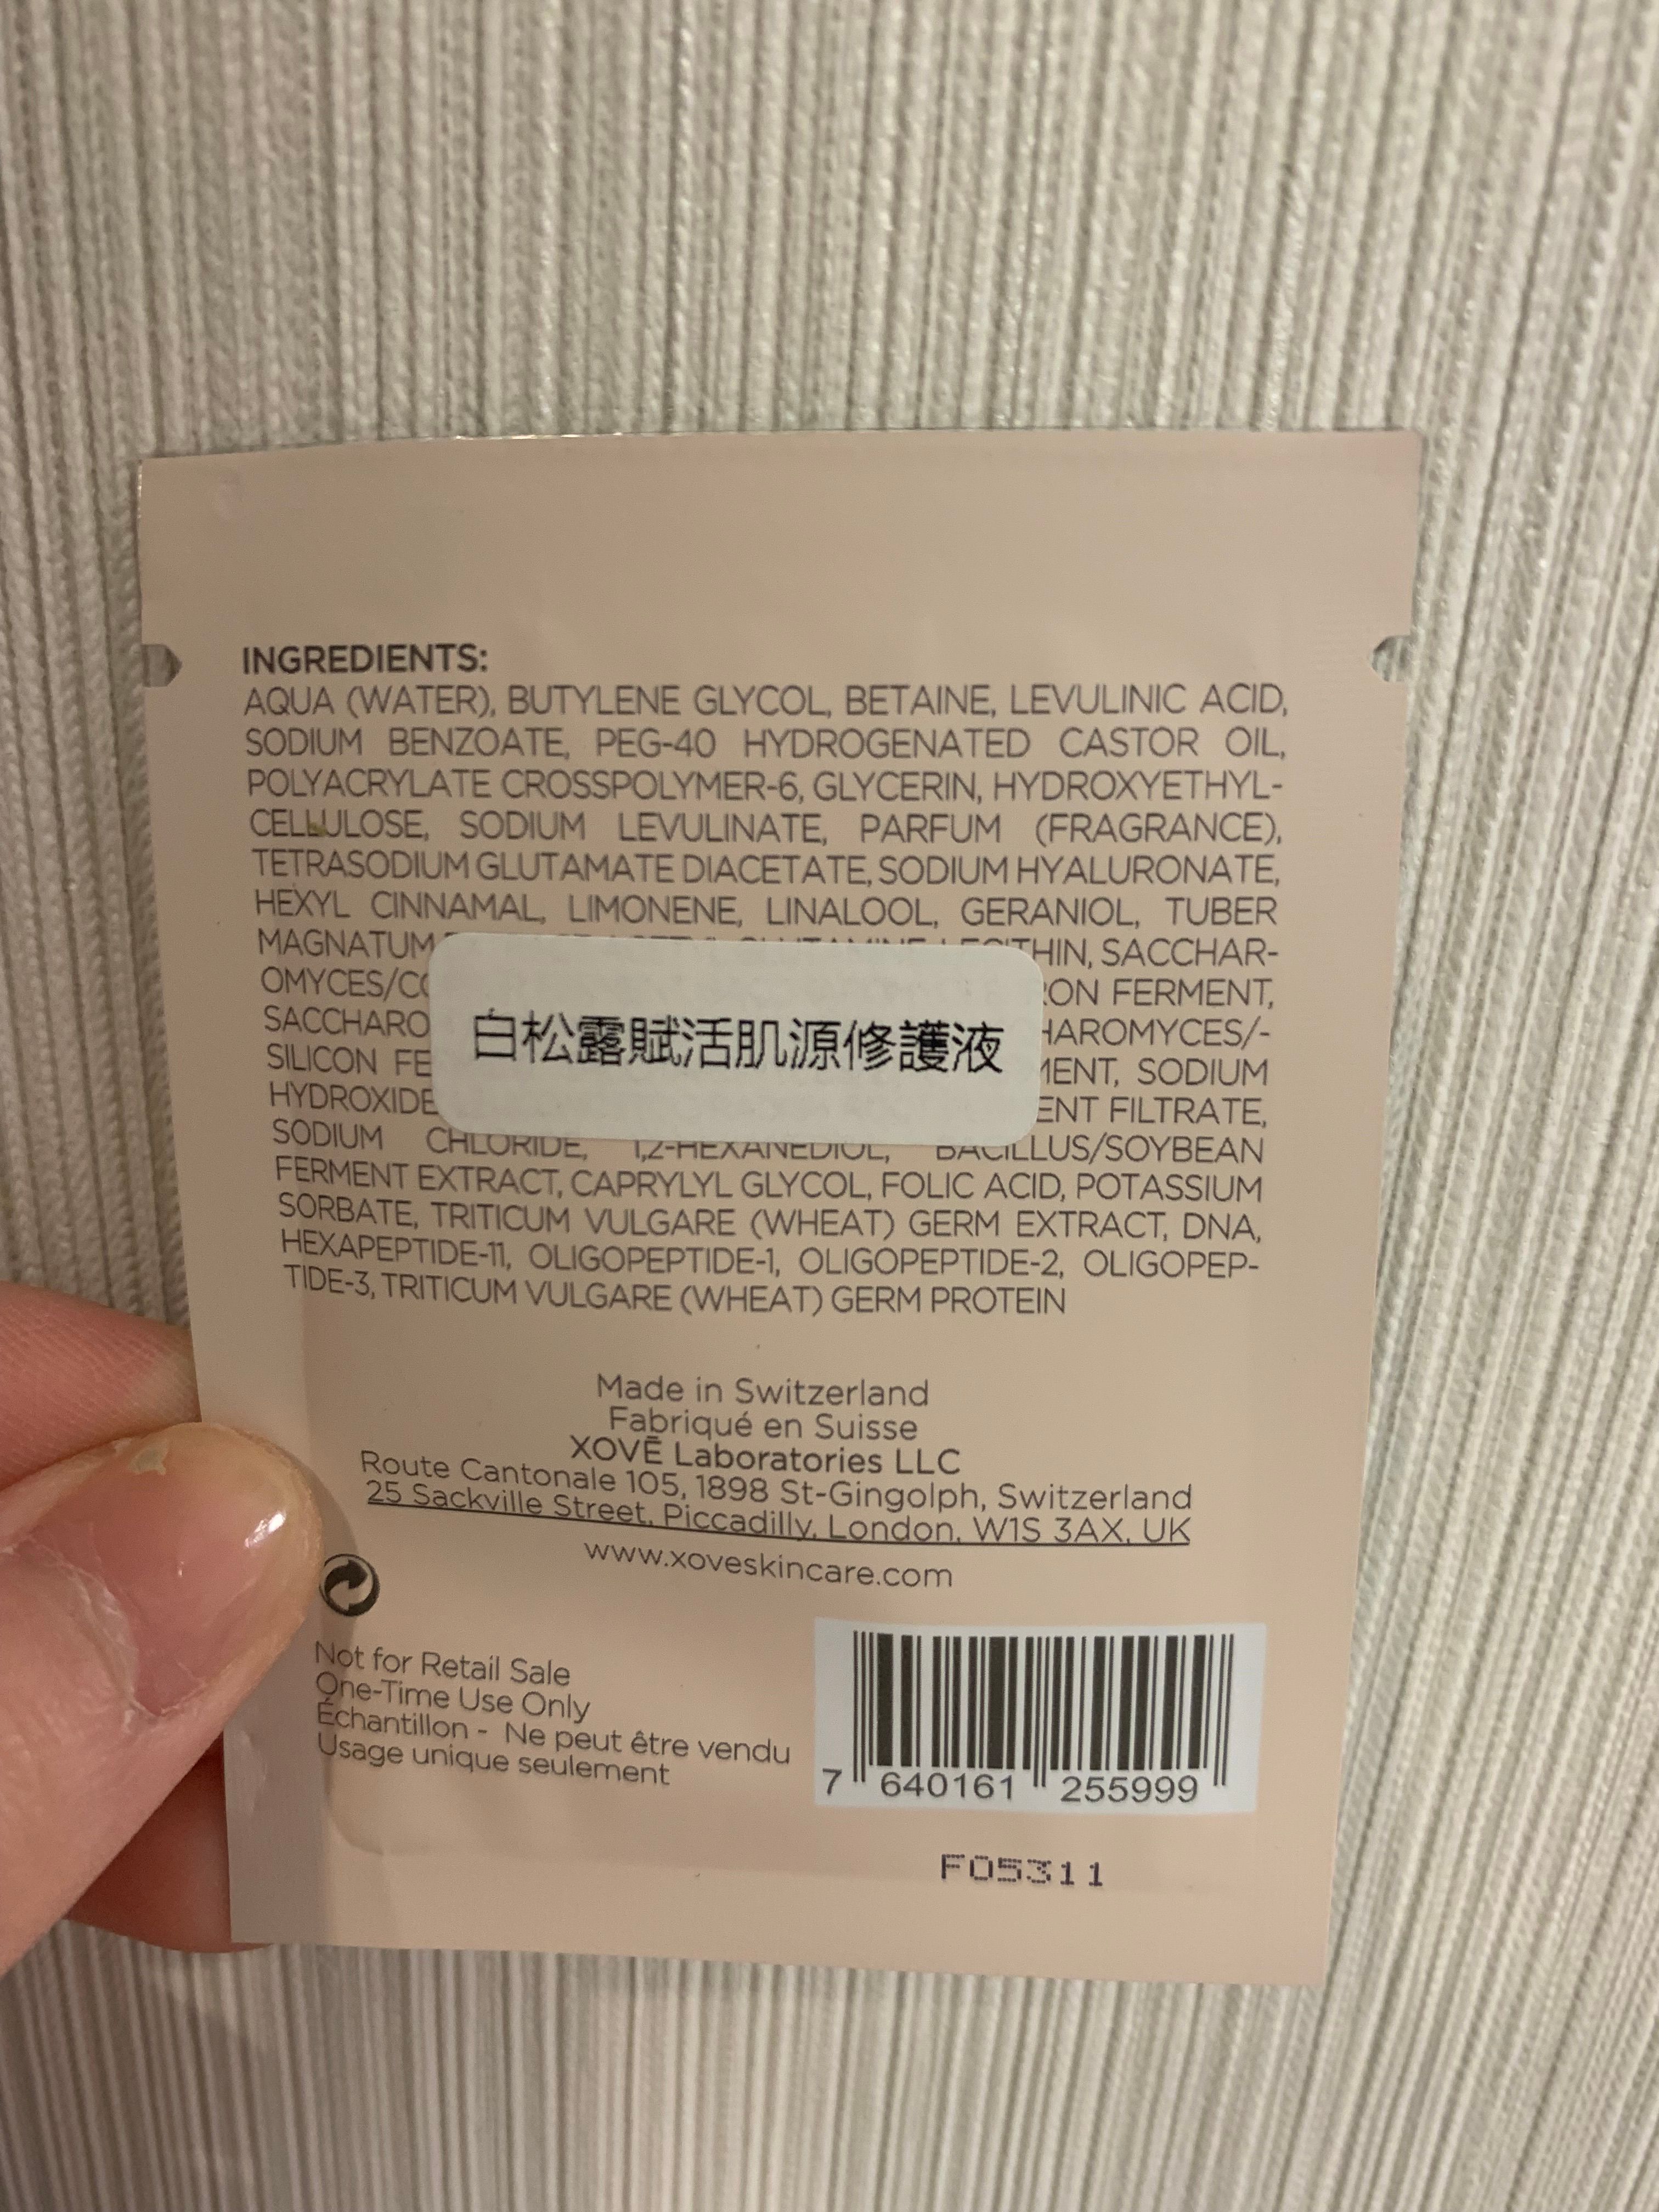 INGREDIENTS:
AQUA (WATER), BUTYLENE GLYCOL, BETAINE, LEVULINIC ACID,
SODIUM BENZOATE, PEG-40 HYDROGENATED CASTOR OIL,
POLYACRYLATE CROSSPOLYMER-6, GLYCERIN, HYDROXYETHYL-
CELLULOSE, SODIUM LEVULINATE, PARFUM (FRAGRANCE),
TETRASODIUM GLUTAMATE DIACETATE, SODIUM HYALURONATE,
HEXYL CINNAMAL, LIMONENE, LINALOOL, GERANIOL, TUBER
MAGNATUM SACCHAR-
OMYCES/ FERMENT,
SILICON SODIUM
HYDROXIDE FILTRATE,
白松露賦活肌源修護液
SODIUM CHLORIDE, 1,2-HEXANEDIOL, BACILLUS/SOYBEAN
FERMENT EXTRACT, CAPRYLYL GLYCOL, FOLIC ACID, POTASSIUM
SORBATE, TRITICUM VULGARE (WHEAT) GERM EXTRACT, DNA,
HEXAPEPTIDE-11, OLIGOPEPTIDE-1, OLIGOPEPTIDE-2, OLIGOPEP-
TIDE-3, TRITICUM VULGARE (WHEAT) GERM PROTEIN
Made in Switzerland
Fabriqué en Suisse
XOVĒ Laboratories LLC
Route Cantonale 105, 1898 St-Gingolph, Switzerland
25 Sackville Street, Piccadilly, London, W1S 3AX, UK
www.xoveskincare.com
Not for Retail Sale
One-Time Use Only
Échantillon - Ne peut être vendu
Usage unique seulement
7 640161 255999
F05311